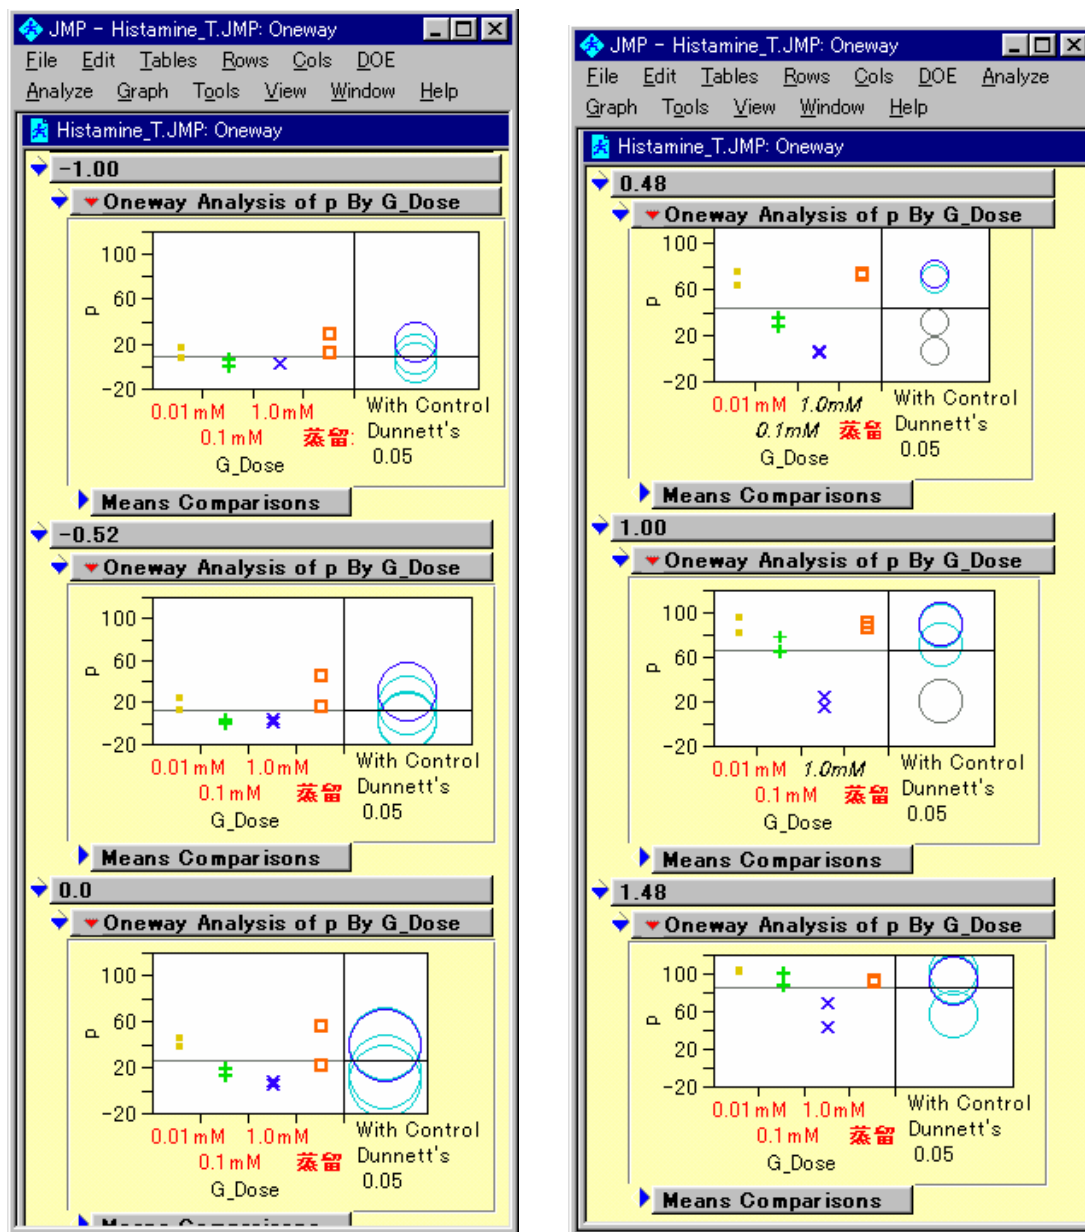 JMP - Histamine_T.JMP: Oneway
File Edit Tables Rows Cols DOE
Analyze Graph Tools View Window Help
Histamine_T.JMP: Oneway
-1.00
Oneway Analysis of p By G_Dose
100
60
20
-20
p
0.01mM 1.0mM
0.1mM 蒸留:
G_Dose
With Control
Dunnett's
0.05
Means Comparisons
-0.52
Oneway Analysis of p By G_Dose
100
60
20
-20
p
0.01mM 1.0mM
0.1mM 蒸留
G_Dose
With Control
Dunnett's
0.05
Means Comparisons
0.0
Oneway Analysis of p By G_Dose
100
60
20
-20
p
0.01mM 1.0mM
0.1mM 蒸留
G_Dose
With Control
Dunnett's
0.05
Means Comparisons
JMP - Histamine_T.JMP: Oneway
File Edit Tables Rows Cols DOE Analyze
Graph Tools View Window Help
Histamine_T.JMP: Oneway
0.48
Oneway Analysis of p By G_Dose
100
60
20
-20
p
0.01mM 1.0mM
0.1mM 蒸留
G_Dose
With Control
Dunnett's
0.05
Means Comparisons
1.00
Oneway Analysis of p By G_Dose
100
60
20
-20
p
0.01mM 1.0mM
0.1mM 蒸留
G_Dose
With Control
Dunnett's
0.05
Means Comparisons
1.48
Oneway Analysis of p By G_Dose
100
60
20
-20
p
0.01mM 1.0mM
0.1mM 蒸留
G_Dose
With Control
Dunnett's
0.05
Means Comparisons